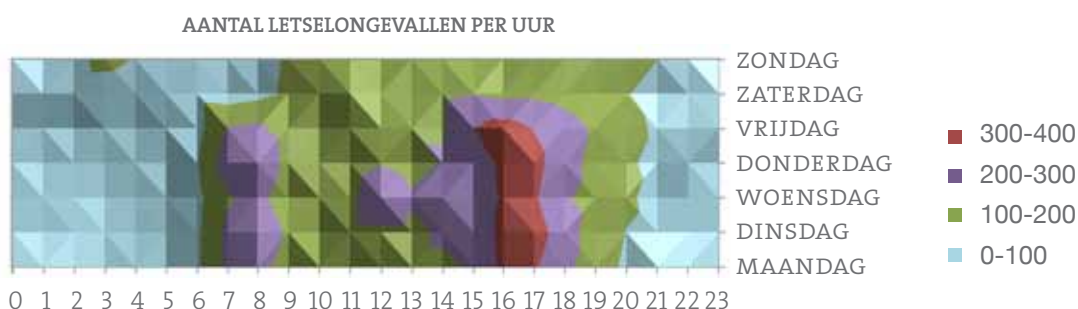 AANTAL LETSELONGEVALLEN PER UUR
ZONDAG
ZATERDAG
VRIJDAG
DONDERDAG
WOENSDAG
DINSDAG
MAANDAG
0 1 2 3 4 5 6 7 8 9 10 11 12 13 14 15 16 17 18 19 20 21 22 23
300-400
200-300
100-200
0-100